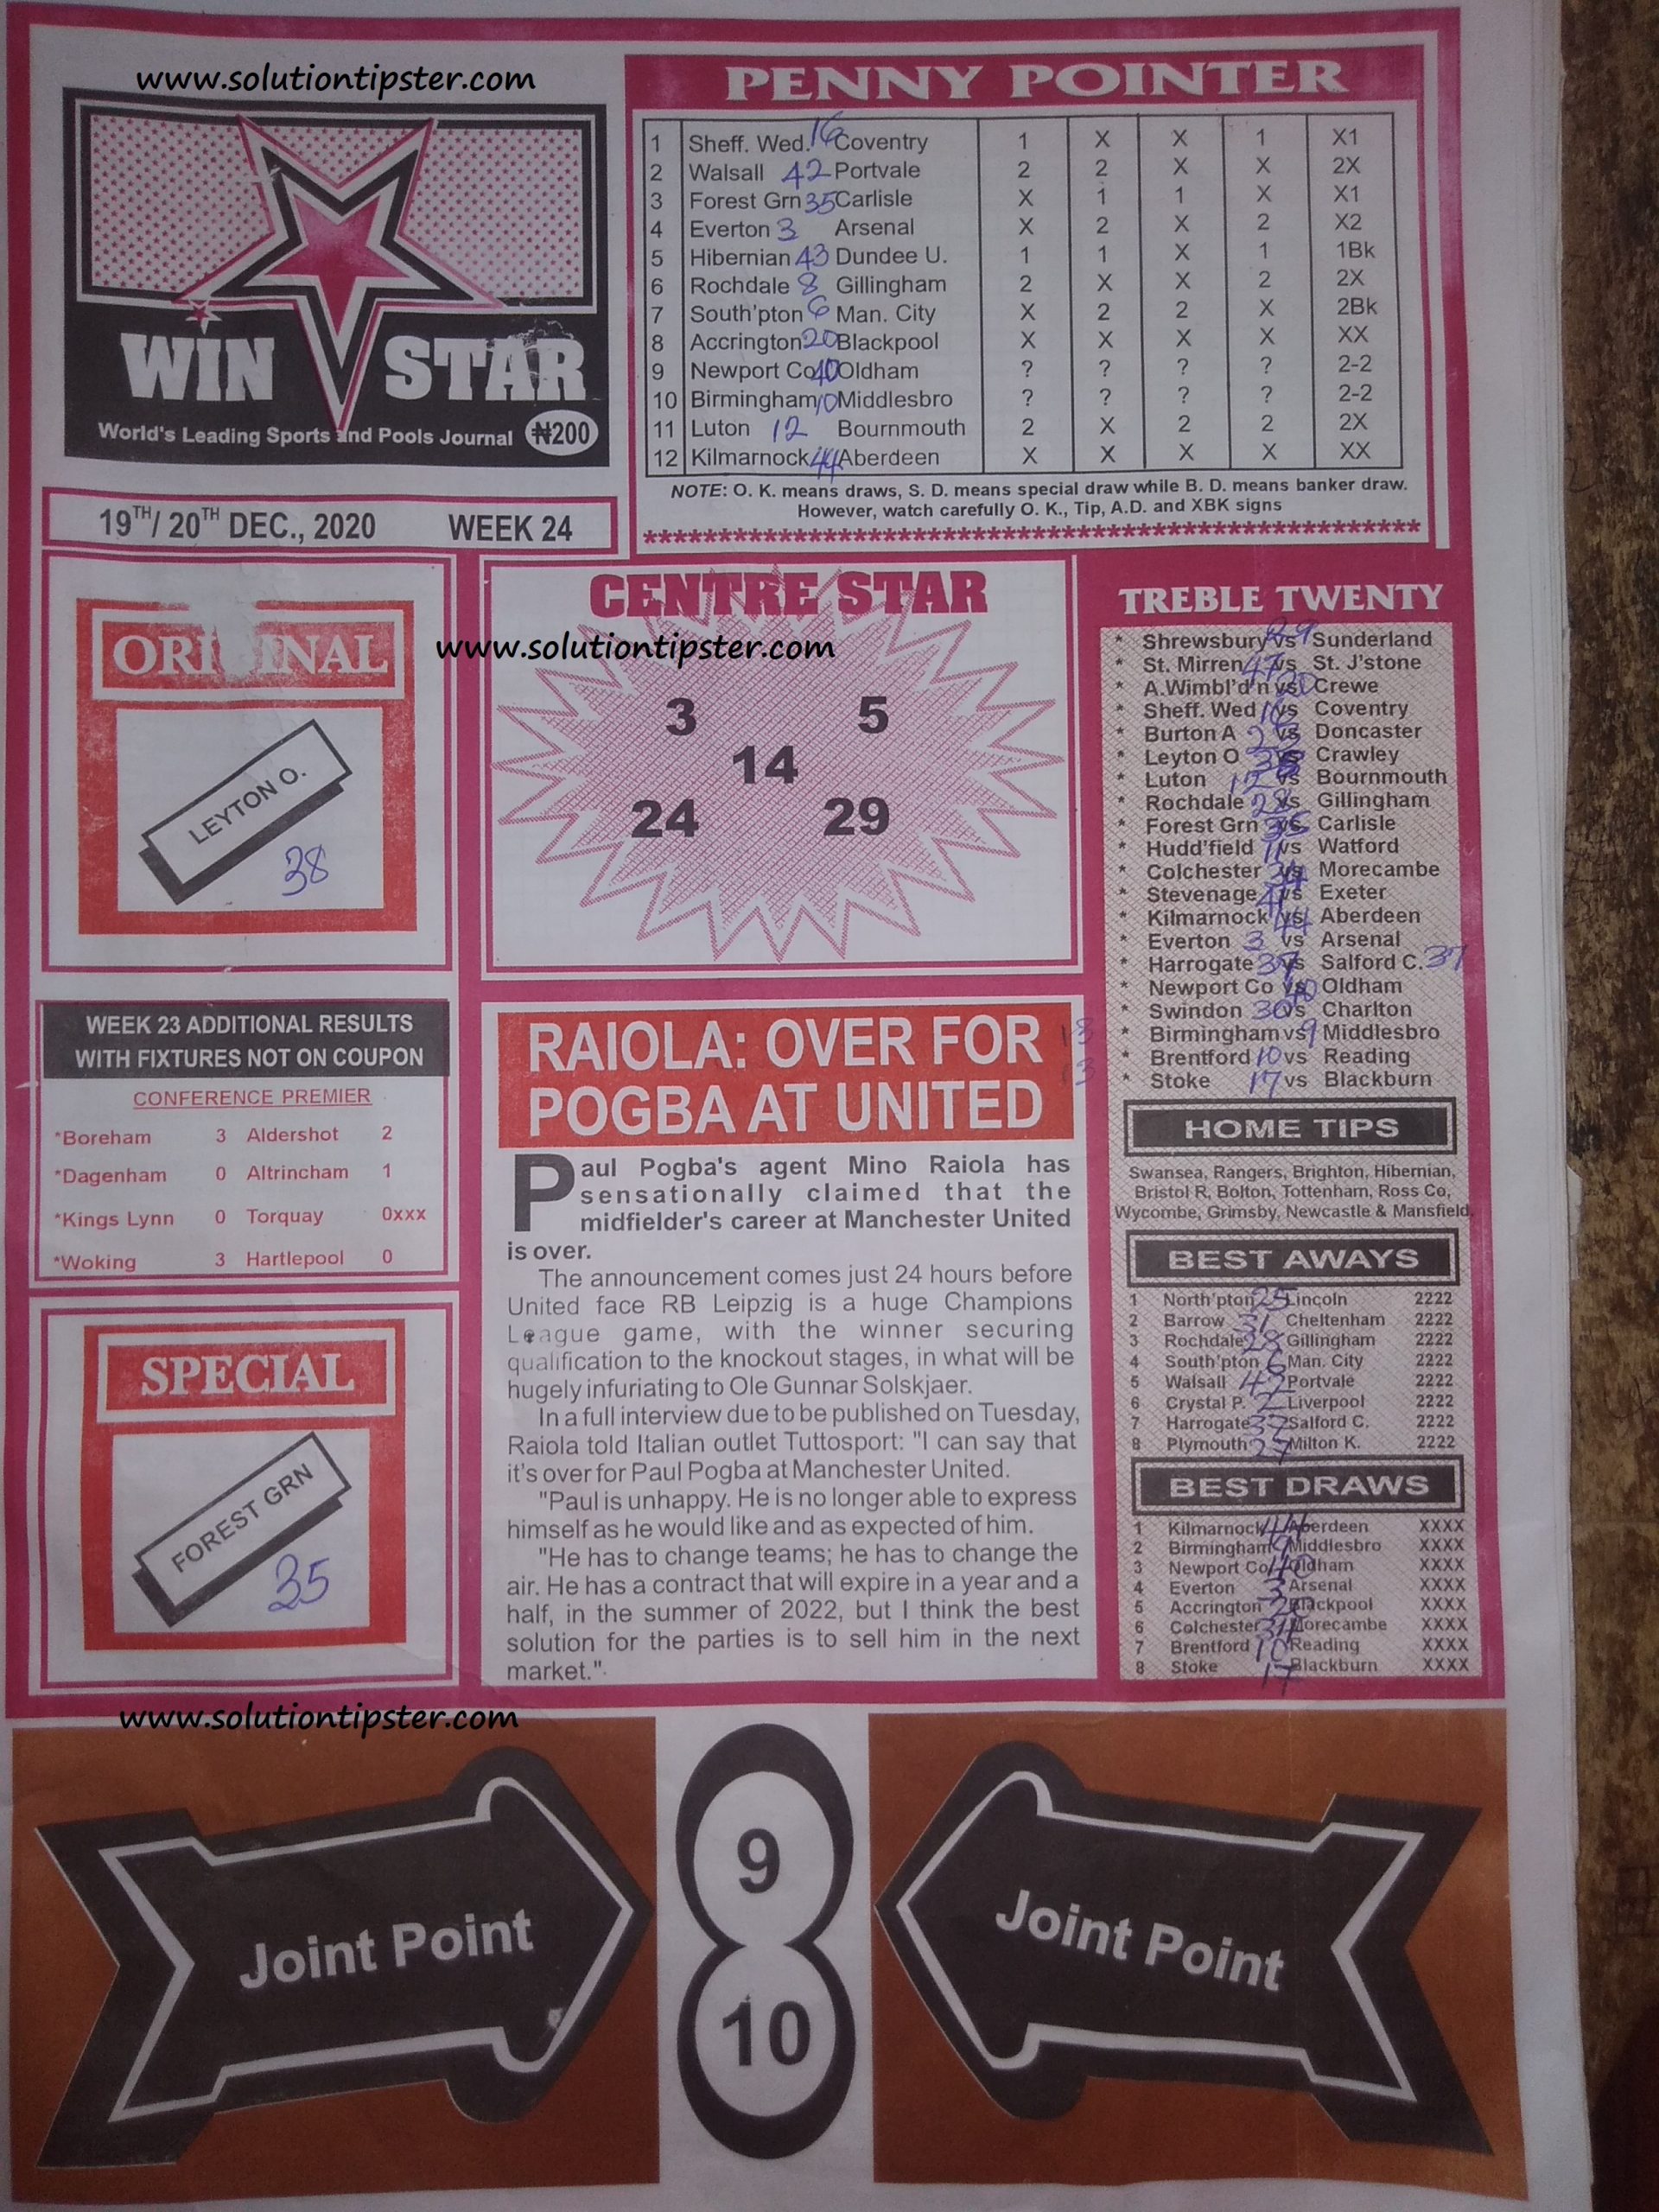 www.solutiontipster.com
WIN STAR
World's Leading Sports and Pools Journal ₦200
19TH/ 20TH DEC., 2020 WEEK 24
PENNY POINTER
1 Sheff. Wed. 16 Coventry 1 X X 1 X1
2 Walsall 42 Portvale 2 2 X X 2X
3 Forest Grn 35 Carlisle X 1 1 X X1
4 Everton 3 Arsenal X 2 X 2 X2
5 Hibernian 43 Dundee U. 1 1 X 1 1Bk
6 Rochdale 8 Gillingham 2 X X 2 2X
7 South'pton 6 Man. City X 2 2 X 2Bk
8 Accrington 20 Blackpool X X X X XX
9 Newport Co 40 Oldham ? ? ? ? 2-2
10 Birmingham 10 Middlesbro ? ? ? ? 2-2
11 Luton 12 Bournmouth 2 X 2 2 2X
12 Kilmarnock 44 Aberdeen X X X X XX
NOTE: O. K. means draws, S. D. means special draw while B. D. means banker draw.
However, watch carefully O. K., Tip, A.D. and XBK signs
ORIGINAL
LEYTON O.
38
CENTRE STAR
www.solutiontipster.com
3 5
14
24 29
TREBLE TWENTY
* Shrewsbury vs Sunderland
* St. Mirren 47 vs St. J'stone
* A.Wimbl'd'n vs Crewe
* Sheff. Wed 16 vs Coventry
* Burton A vs Doncaster
* Leyton O vs Crawley
* Luton 12 vs Bournmouth
* Rochdale 28 vs Gillingham
* Forest Grn 35 vs Carlisle
* Hudd'field 11 vs Watford
* Colchester 34 vs Morecambe
* Stevenage 41 vs Exeter
* Kilmarnock vs 44 Aberdeen
* Everton 3 vs Arsenal
* Harrogate 37 vs Salford C. 37
* Newport Co vs 40 Oldham
* Swindon 30 vs Charlton
* Birmingham vs 9 Middlesbro
* Brentford 10 vs Reading
* Stoke 17 vs Blackburn
WEEK 23 ADDITIONAL RESULTS
WITH FIXTURES NOT ON COUPON
CONFERENCE PREMIER
*Boreham 3 Aldershot 2
*Dagenham 0 Altrincham 1
*Kings Lynn 0 Torquay 0xxx
*Woking 3 Hartlepool 0
SPECIAL
FOREST GRN
35
RAIOLA: OVER FOR 13
POGBA AT UNITED 13
Paul Pogba's agent Mino Raiola has
sensationally claimed that the
midfielder's career at Manchester United
is over.
The announcement comes just 24 hours before
United face RB Leipzig is a huge Champions
League game, with the winner securing
qualification to the knockout stages, in what will be
hugely infuriating to Ole Gunnar Solskjaer.
In a full interview due to be published on Tuesday,
Raiola told Italian outlet Tuttosport: "I can say that
it's over for Paul Pogba at Manchester United.
"Paul is unhappy. He is no longer able to express
himself as he would like and as expected of him.
"He has to change teams; he has to change the
air. He has a contract that will expire in a year and a
half, in the summer of 2022, but I think the best
solution for the parties is to sell him in the next
market.".
HOME TIPS
Swansea, Rangers, Brighton, Hibernian,
Bristol R, Bolton, Tottenham, Ross Co,
Wycombe, Grimsby, Newcastle & Mansfield.
BEST AWAYS
1 North'pton 25 Lincoln 2222
2 Barrow 31 Cheltenham 2222
3 Rochdale 28 Gillingham 2222
4 South'pton 6 Man. City 2222
5 Walsall 42 Portvale 2222
6 Crystal P. 2 Liverpool 2222
7 Harrogate 37 Salford C. 2222
8 Plymouth 27 Milton K. 2222
BEST DRAWS
1 Kilmarnock 44 Aberdeen XXXX
2 Birmingham 9 Middlesbro XXXX
3 Newport Co 40 Oldham XXXX
4 Everton 3 Arsenal XXXX
5 Accrington 20 Blackpool XXXX
6 Colchester 34 Morecambe XXXX
7 Brentford 10 Reading XXXX
8 Stoke 17 Blackburn XXXX
www.solutiontipster.com
Joint Point
9
10
Joint Point